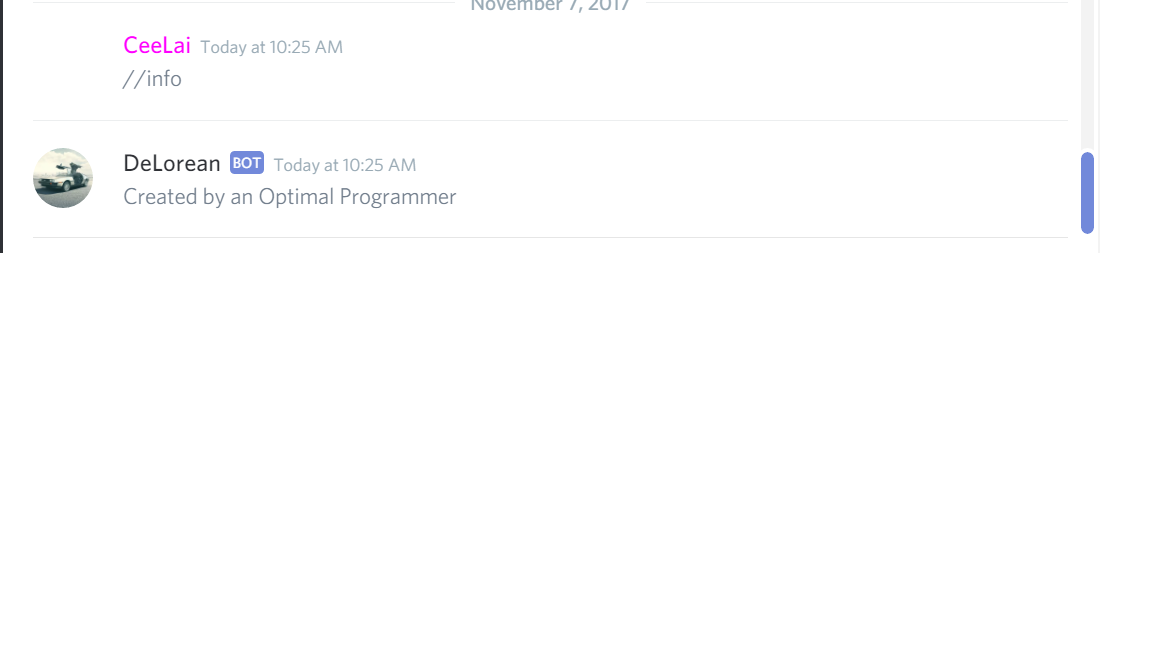 November 7, 2017
CeeLai Today at 10:25 AM
//info
DeLorean BOT Today at 10:25 AM
Created by an Optimal Programmer